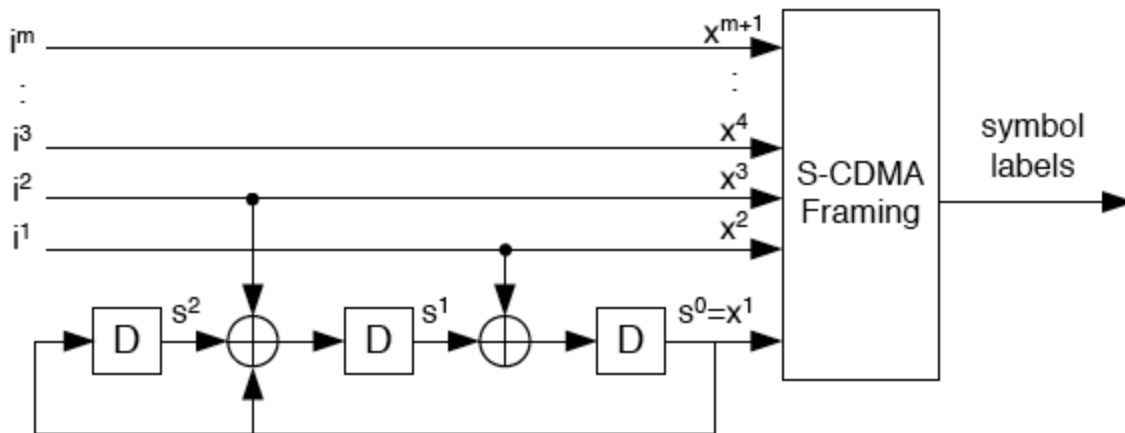 i^m
x^{m+1}
i^3
x^4
i^2
x^3
i^1
x^2
S-CDMA
Framing
symbol
labels
D
s^2
D
s^1
D
s^0=x^1